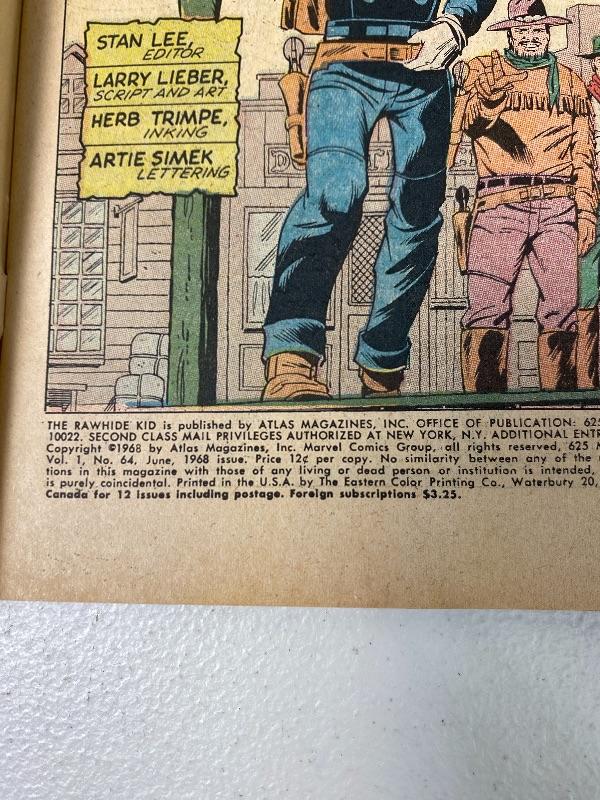 STAN LEE,
EDITOR
LARRY LIEBER,
SCRIPT AND ART
HERB TRIMPE,
INKING
ARTIE SIMEK
LETTERING
THE RAWHIDE KID is published by ATLAS MAGAZINES, INC. OFFICE OF PUBLICATION: 625
10022. SECOND CLASS MAIL PRIVILEGES AUTHORIZED AT NEW YORK, N.Y. ADDITIONAL ENTR
Copyright ©1968 by Atlas Magazines, Inc. Marvel Comics Group, all rights reserved, 625 M
Vol. 1, No. 64, June, 1968 issue. Price 12¢ per copy. No similarity between any of the
tions in this magazine with those of any living or dead person or institution is intended,
is purely coincidental. Printed in the U.S.A. by The Eastern Color Printing Co., Waterbury 20,
Canada for 12 issues including postage. Foreign subscriptions $3.25.